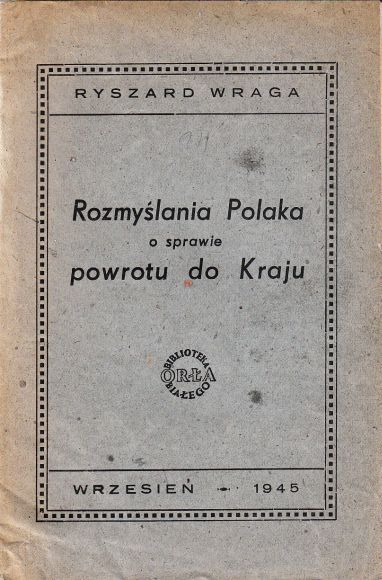 RYSZARD WRAGA
Rozmyślania Polaka
o sprawie
powrotu do Kraju
BIBLIOTEKA
ORŁA
BIAŁEGO
WRZESIEŃ - 1945